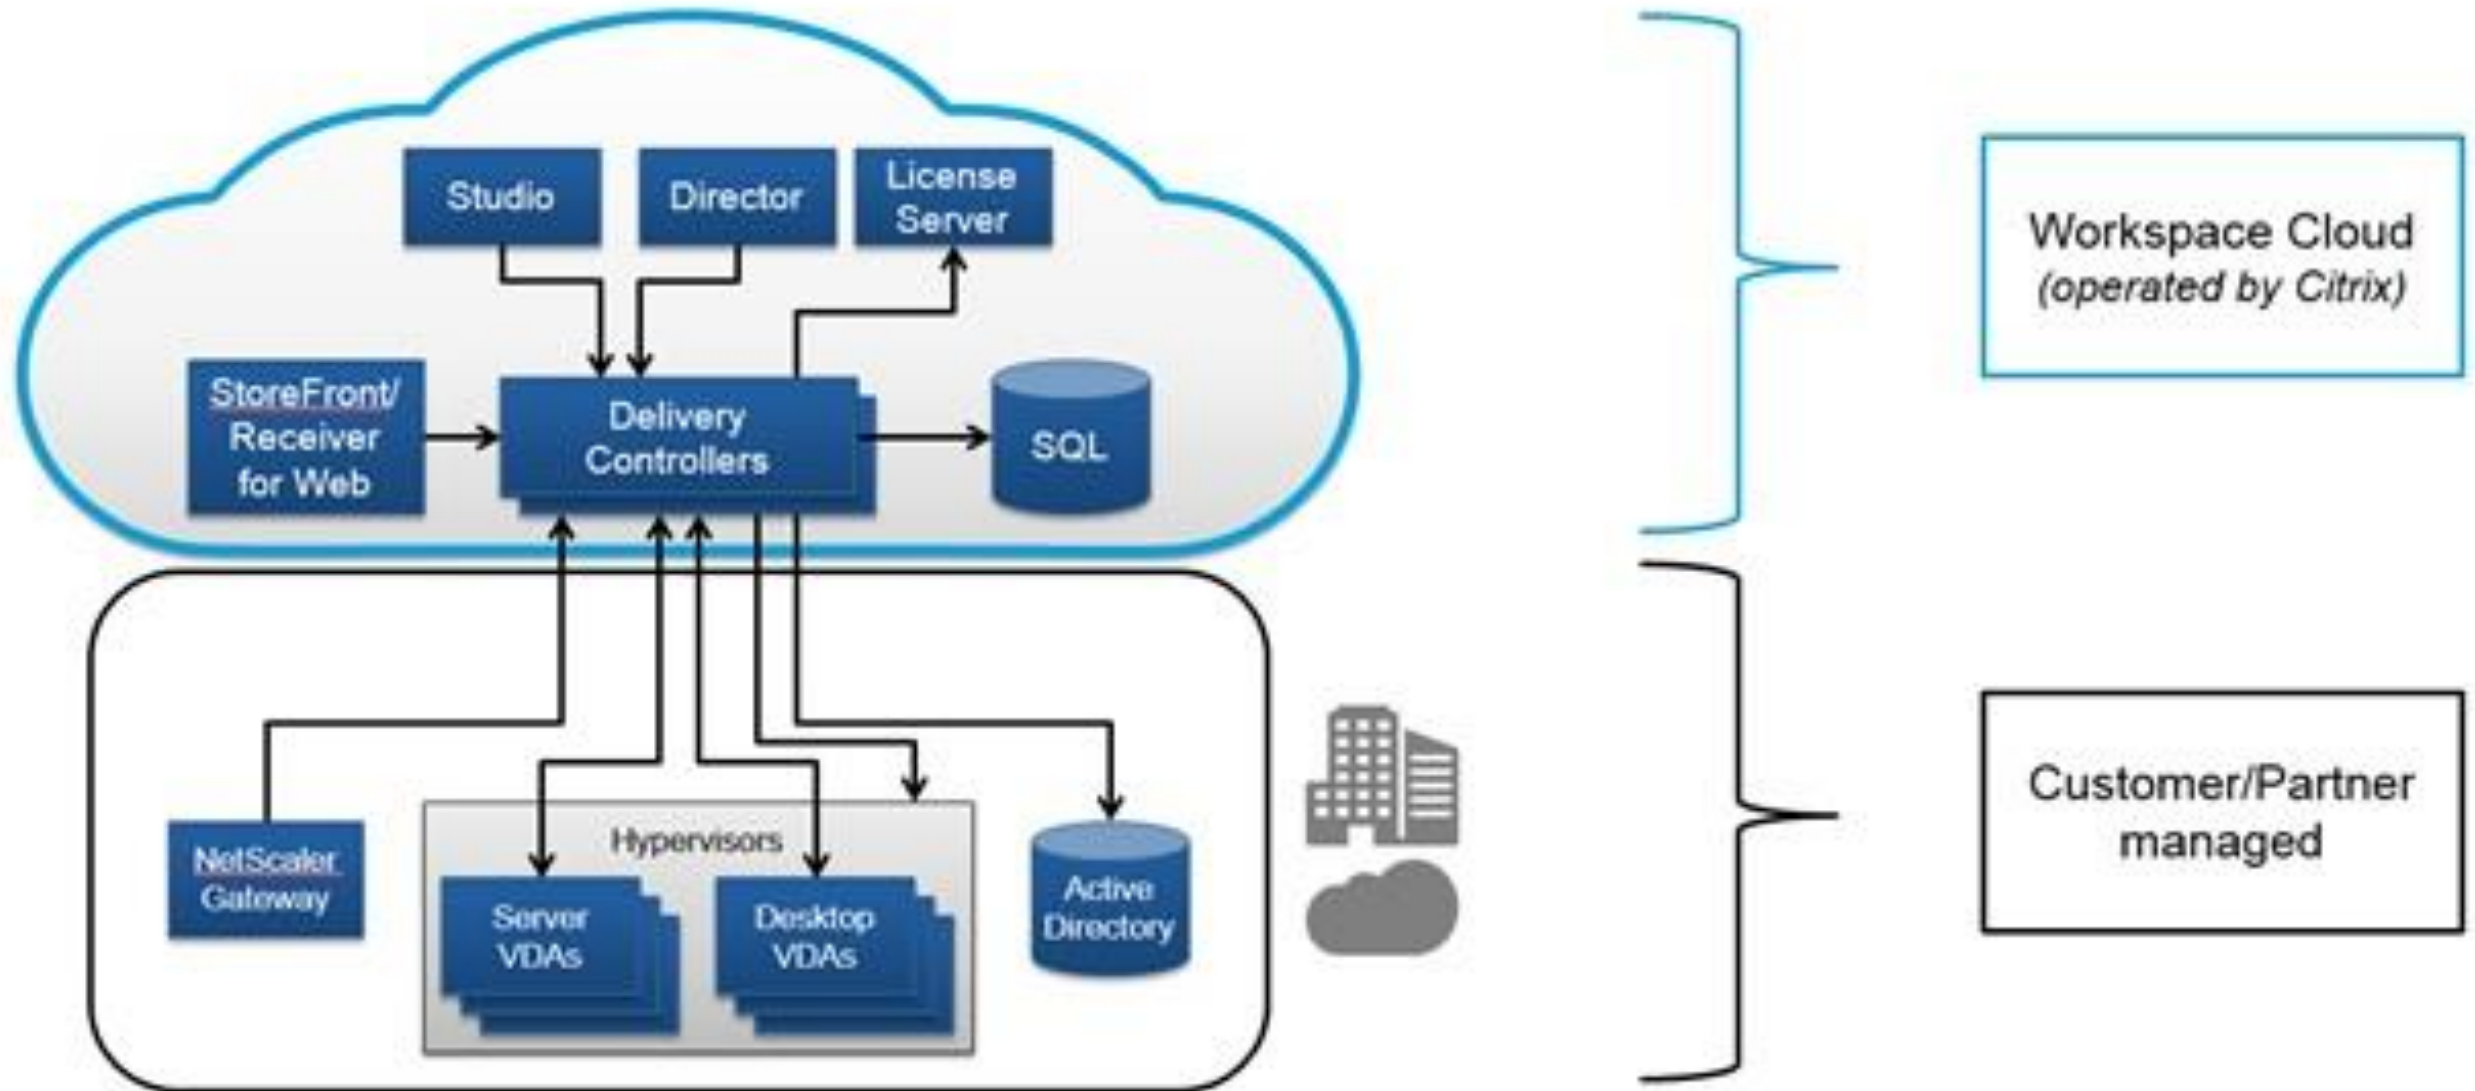 Studio
Director
License
Server
Workspace Cloud
(operated by Citrix)
StoreFront/
Receiver
for Web
Delivery
Controllers
SQL
Customer/Partner
managed
Hypervisors
NetScaler
Gateway
Server
VDAs
Desktop
VDAs
Active
Directory